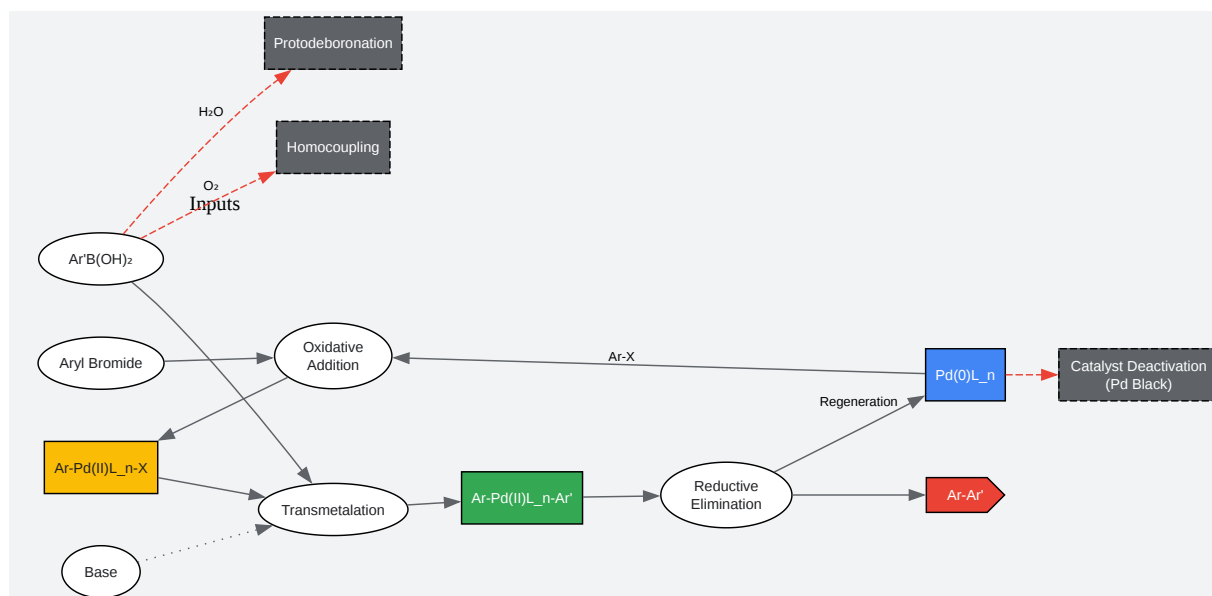 Protodeboronation
H₂O
Homocoupling
O₂
Inputs
Ar'B(OH)₂
Aryl Bromide
Oxidative
Addition
Ar-X
Pd(0)L_n
Catalyst Deactivation
(Pd Black)
Regeneration
Ar-Pd(II)L_n-X
Transmetalation
Ar-Pd(II)L_n-Ar'
Reductive
Elimination
Ar-Ar'
Base